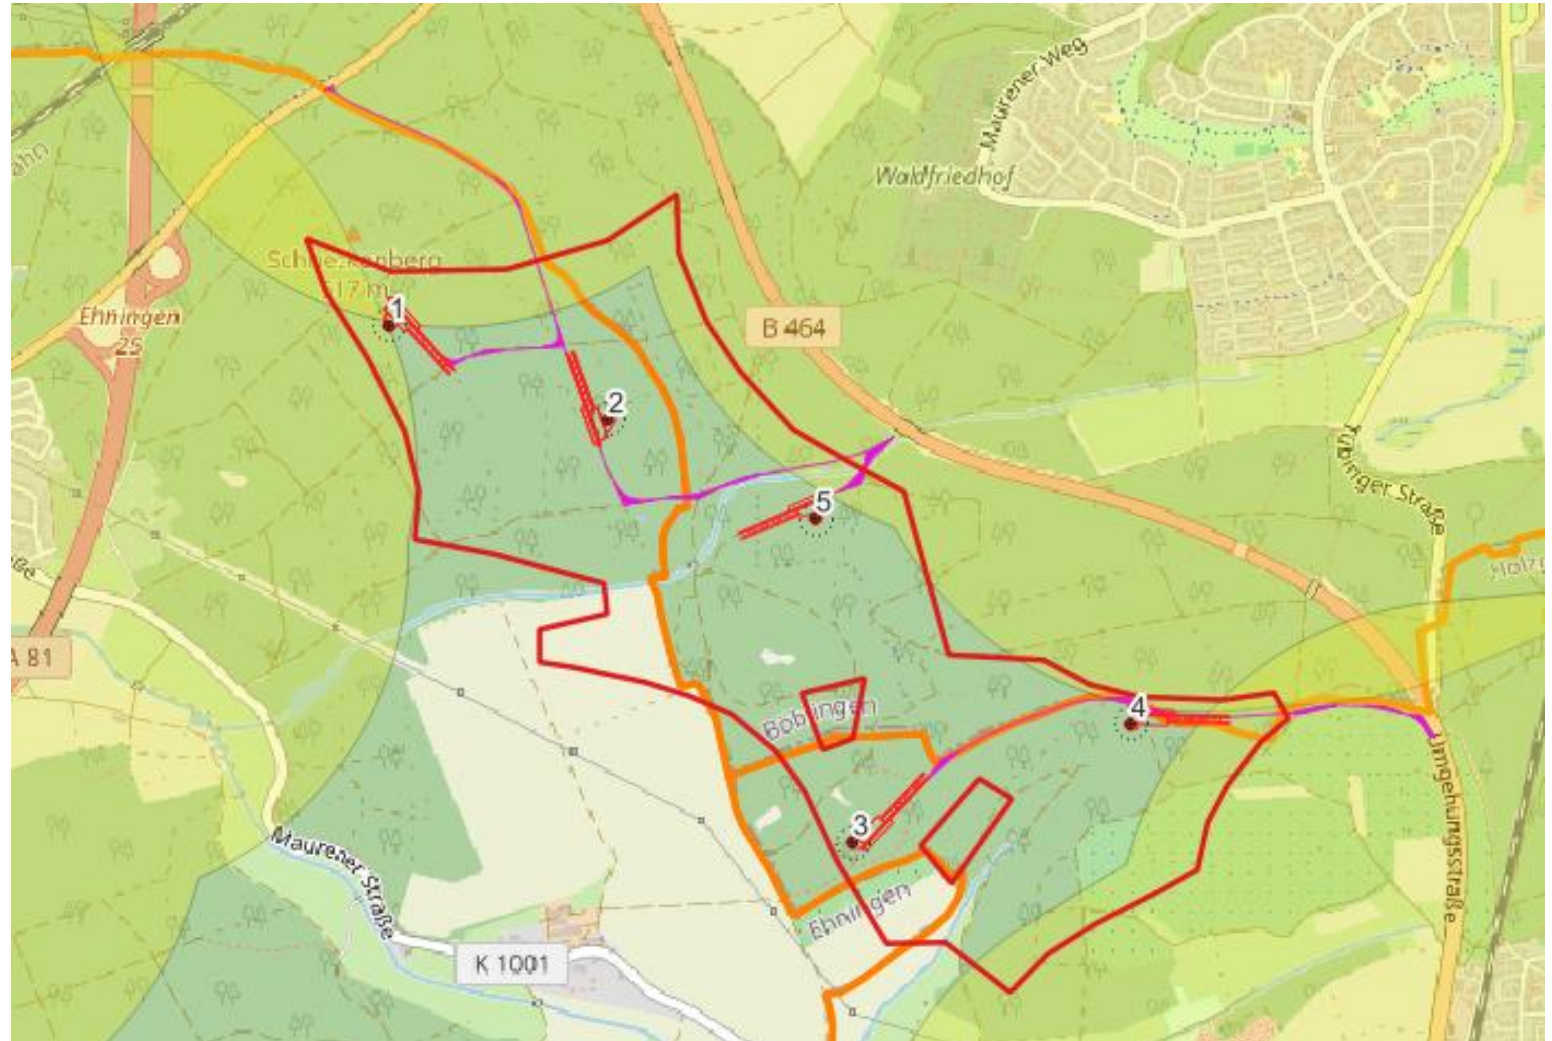 Maurener Weg
Waldfriedhof
517 m
1
Ehningen
25
B 464
2
Tübinger Straße
5
A 81
4
Böblingen
3
Umgehungsstraße
Maurener Straße
Ehningen
K 1001